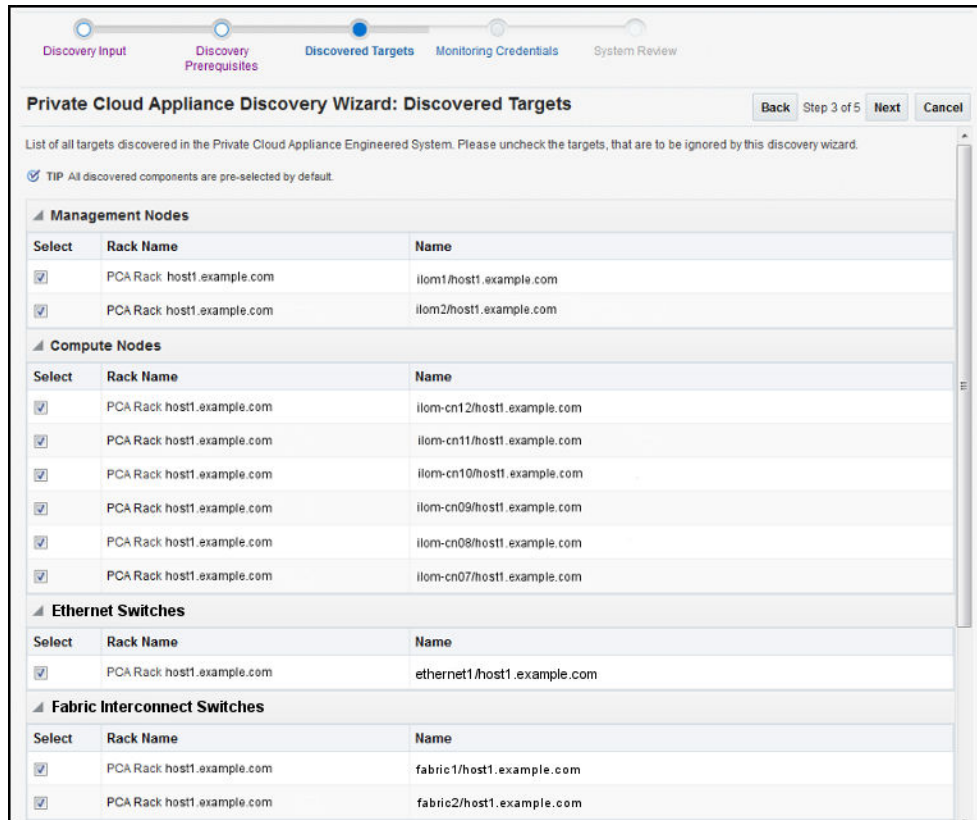 Discovery Input
Discovery
Prerequisites
Discovered Targets
Monitoring Credentials
System Review
Private Cloud Appliance Discovery Wizard: Discovered Targets
Back Step 3 of 5 Next Cancel
List of all targets discovered in the Private Cloud Appliance Engineered System. Please uncheck the targets, that are to be ignored by this discovery wizard.
TIP All discovered components are pre-selected by default.
Management Nodes
Select Rack Name Name
PCA Rack host1.example.com ilom1/host1.example.com
PCA Rack host1.example.com ilom2/host1.example.com
Compute Nodes
Select Rack Name Name
PCA Rack host1.example.com ilom-cn12/host1.example.com
PCA Rack host1.example.com ilom-cn11/host1.example.com
PCA Rack host1.example.com ilom-cn10/host1.example.com
PCA Rack host1.example.com ilom-cn09/host1.example.com
PCA Rack host1.example.com ilom-cn08/host1.example.com
PCA Rack host1.example.com ilom-cn07/host1.example.com
Ethernet Switches
Select Rack Name Name
PCA Rack host1.example.com ethernet1/host1.example.com
Fabric Interconnect Switches
Select Rack Name Name
PCA Rack host1.example.com fabric1/host1.example.com
PCA Rack host1.example.com fabric2/host1.example.com